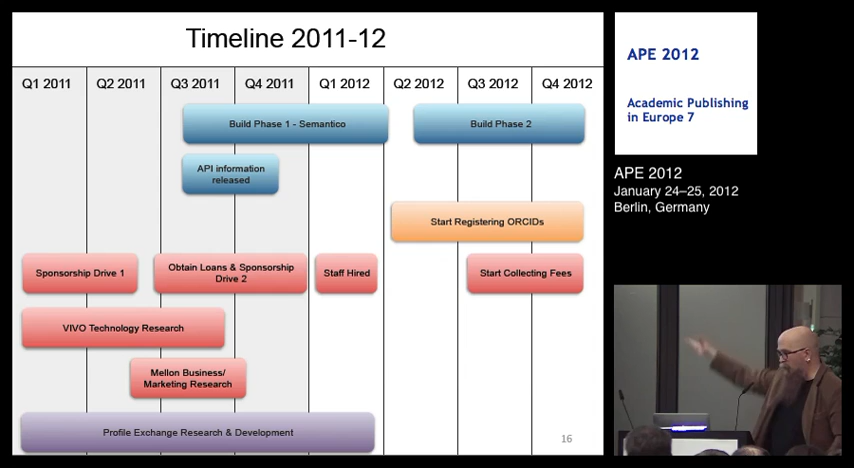 Timeline 2011-12
Q1 2011 Q2 2011 Q3 2011 Q4 2011 Q1 2012 Q2 2012 Q3 2012 Q4 2012
Build Phase 1 - Semantico
Build Phase 2
API information
released
Start Registering ORCIDs
Sponsorship Drive 1
Obtain Loans & Sponsorship
Drive 2
Staff Hired
Start Collecting Fees
VIVO Technology Research
Mellon Business/
Marketing Research
Profile Exchange Research & Development
16
APE 2012
Academic Publishing
in Europe 7
APE 2012
January 24–25, 2012
Berlin, Germany